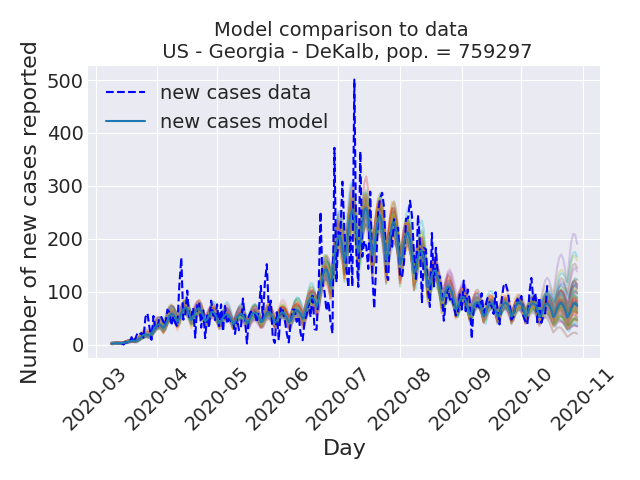 Model comparison to data
US - Georgia - DeKalb, pop. = 759297
Number of new cases reported
500
400
300
200
100
0
new cases data
new cases model
2020-03
2020-04
2020-05
2020-06
2020-07
2020-08
2020-09
2020-10
2020-11
Day